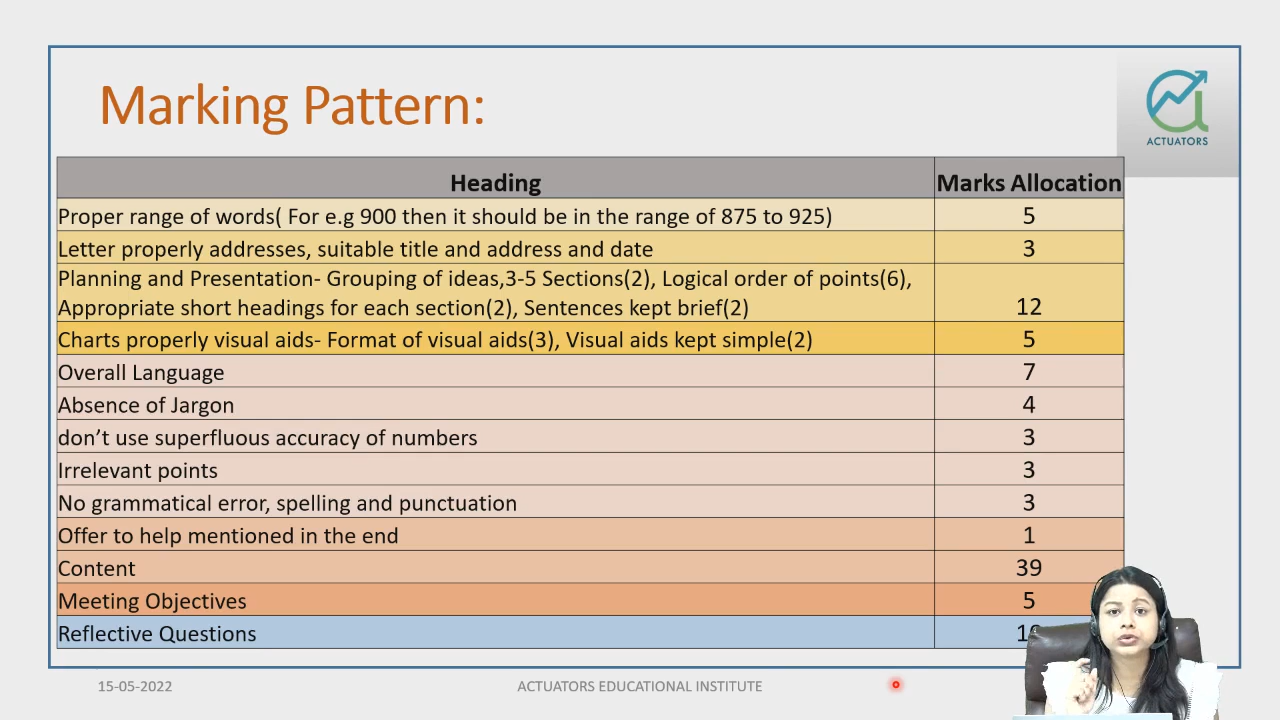 Marking Pattern:
ACTUATORS
Heading Marks Allocation
Proper range of words( For e.g 900 then it should be in the range of 875 to 925) 5
Letter properly addresses, suitable title and address and date 3
Planning and Presentation- Grouping of ideas,3-5 Sections(2), Logical order of points(6),
Appropriate short headings for each section(2), Sentences kept brief(2) 12
Charts properly visual aids- Format of visual aids(3), Visual aids kept simple(2) 5
Overall Language 7
Absence of Jargon 4
don’t use superfluous accuracy of numbers 3
Irrelevant points 3
No grammatical error, spelling and punctuation 3
Offer to help mentioned in the end 1
Content 39
Meeting Objectives 5
Reflective Questions
15-05-2022 ACTUATORS EDUCATIONAL INSTITUTE